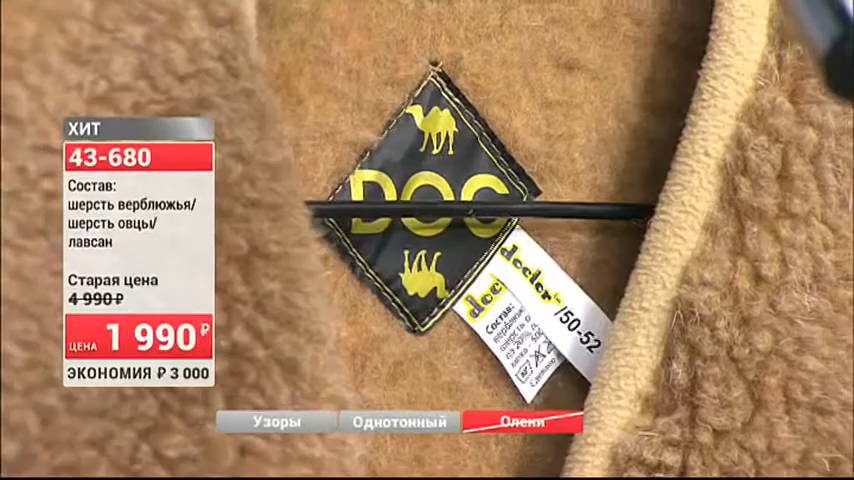 ХИТ
43-680
Состав:
шерсть верблюжья/
шерсть овцы/
лавсан
Старая цена
4 990 ₽
ЦЕНА 1 990 ₽
ЭКОНОМИЯ ₽ 3 000
DOC
doctor
/50-52
doc
Состав:
Узоры
Однотонный
Олени